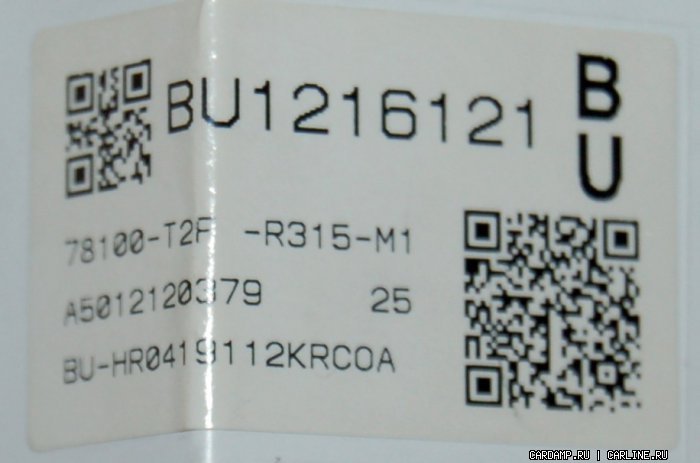 BU1216121
B
U
78100-T2F -R315-M1
A5012120379 25
BU-HR0419112KRCOA
CARDAMP.RU | CARLINE.RU